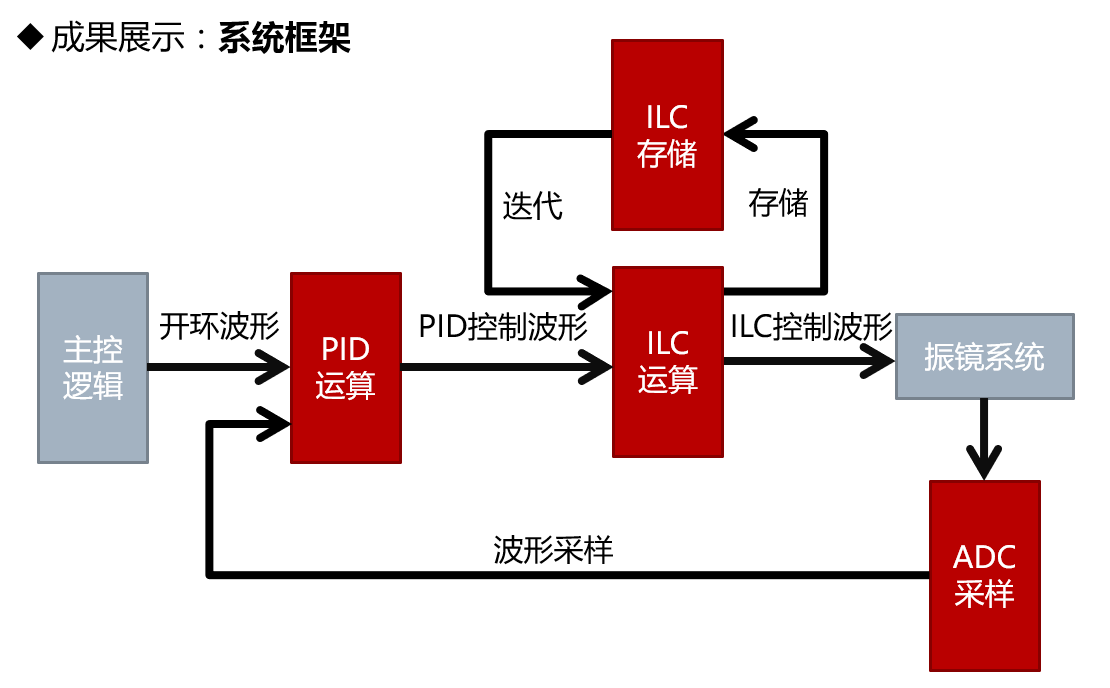 ◆ 成果展示：系统框架
ILC
存储
迭代
存储
主控
逻辑
开环波形
PID
运算
PID控制波形
ILC
运算
ILC控制波形
振镜系统
波形采样
ADC
采样